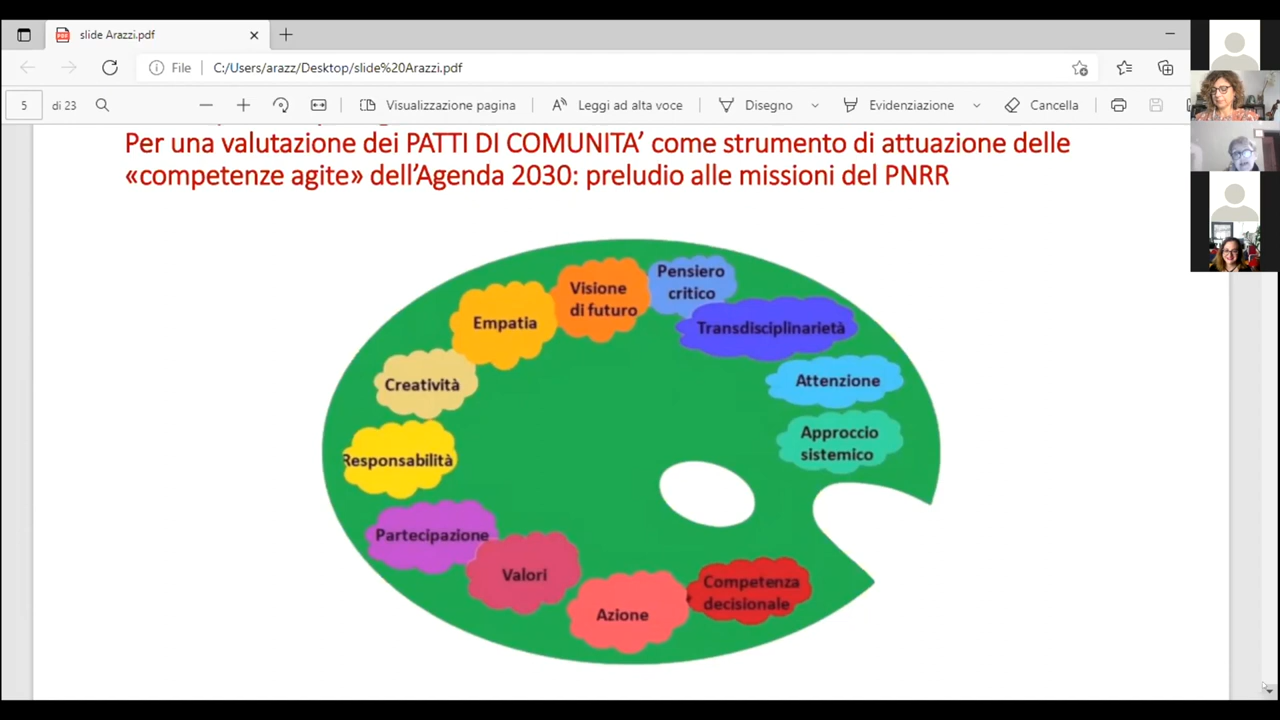 slide Arazzi.pdf
File
C:/Users/arazz/Desktop/slide%20Arazzi.pdf
5 di 23
Visualizzazione pagina
Leggi ad alta voce
Disegno
Evidenziazione
Cancella
Per una valutazione dei PATTI DI COMUNITA’ come strumento di attuazione delle
«competenze agite» dell’Agenda 2030: preludio alle missioni del PNRR
Pensiero
critico
Visione
di futuro
Empatia
Transdisciplinarietà
Creatività
Attenzione
Approccio
sistemico
Responsabilità
Partecipazione
Valori
Azione
Competenza
decisionale